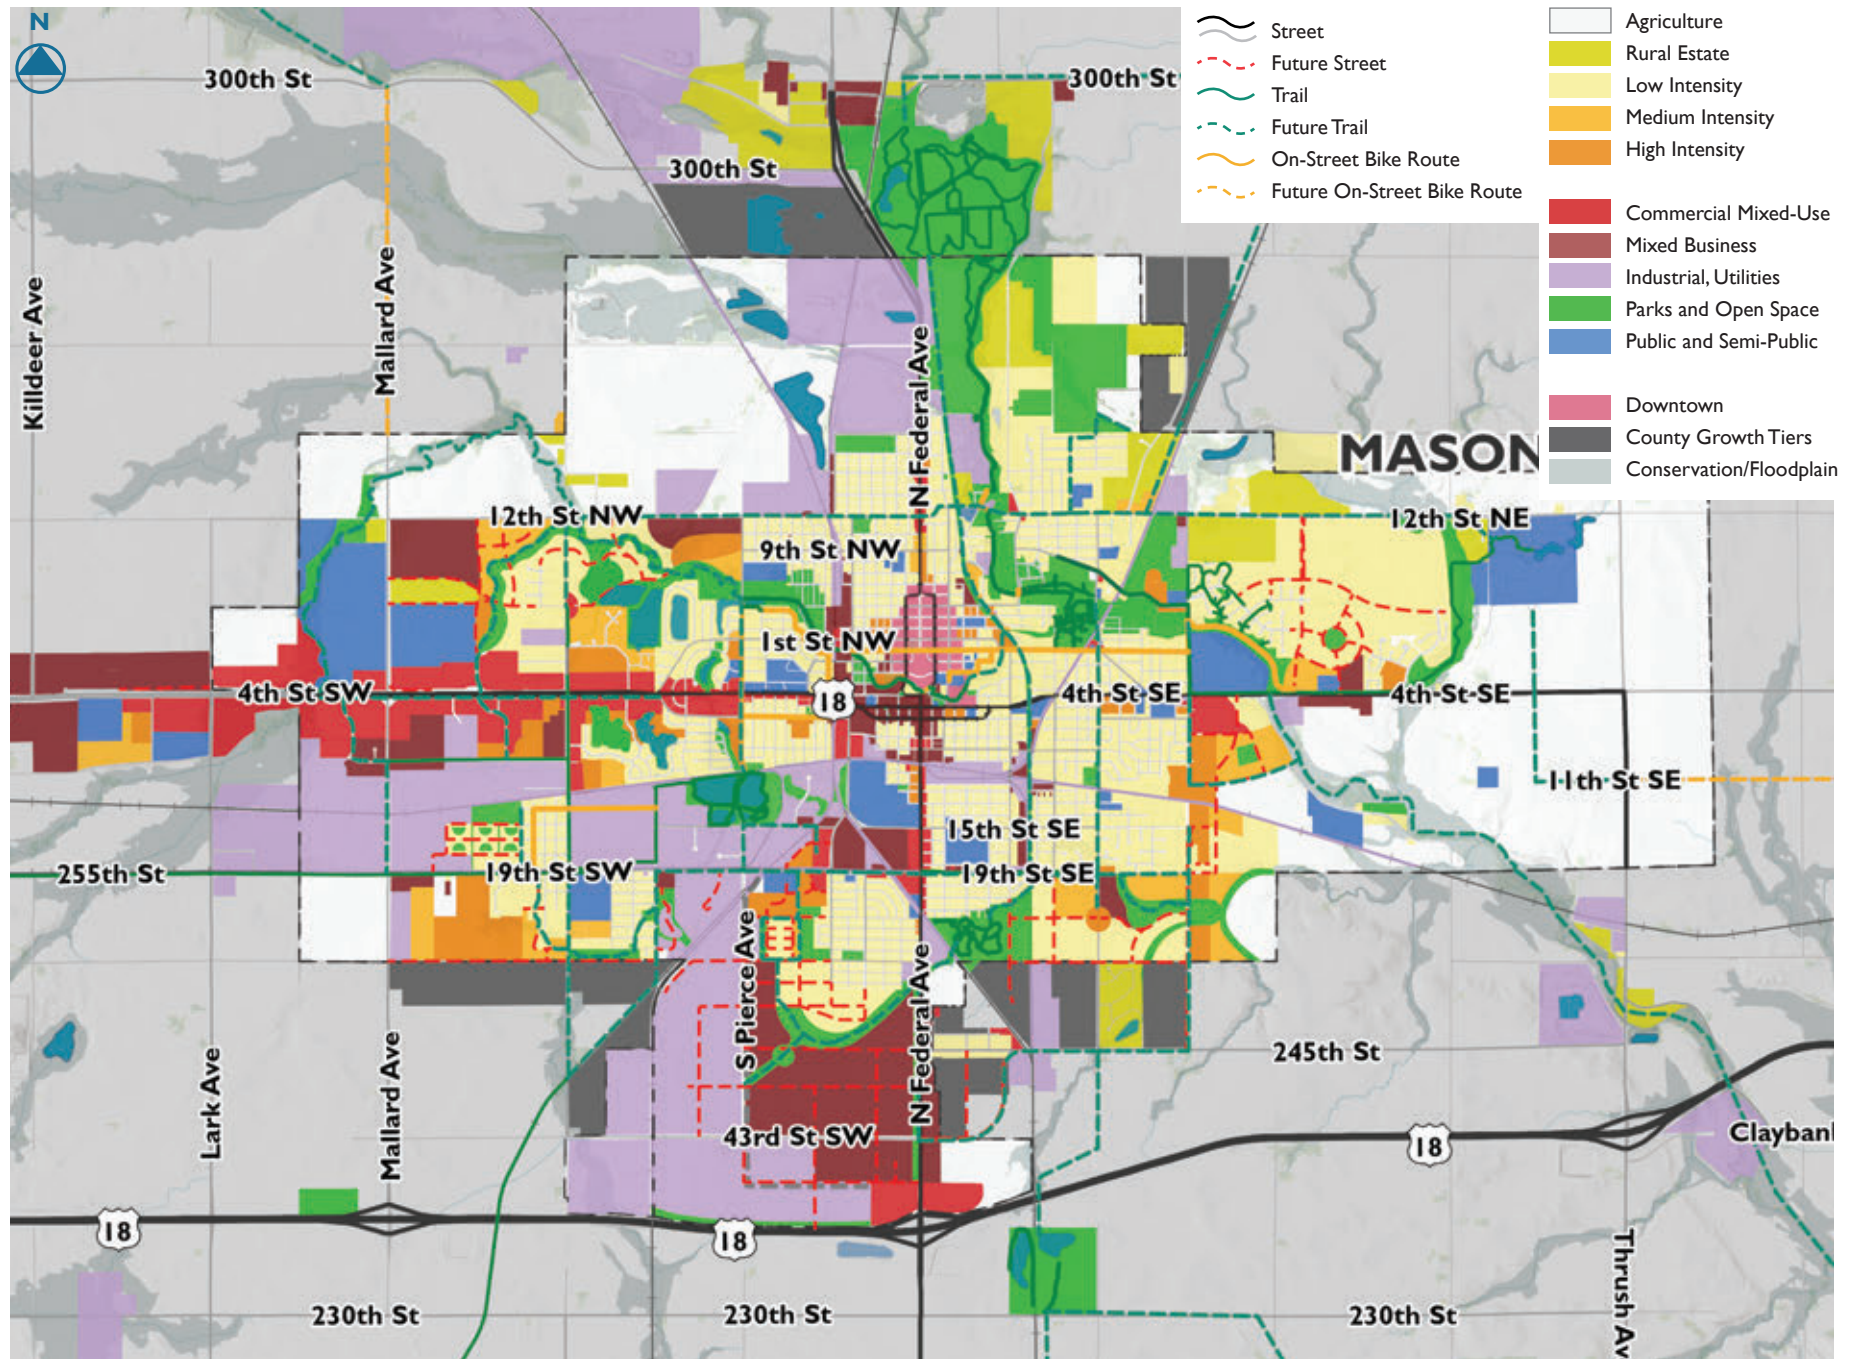 N
Street
Future Street
Trail
Future Trail
On-Street Bike Route
Future On-Street Bike Route
Agriculture
Rural Estate
Low Intensity
Medium Intensity
High Intensity
Commercial Mixed-Use
Mixed Business
Industrial, Utilities
Parks and Open Space
Public and Semi-Public
Downtown
County Growth Tiers
Conservation/Floodplain
300th St
300th St
300th St
Killdeer Ave
Mallard Ave
N Federal Ave
MASON
12th St NW
12th St NE
9th St NW
1st St NW
4th St SW
18
4th St SE
4th St SE
11th St SE
15th St SE
255th St
19th St SW
19th St SE
S Pierce Ave
N Federal Ave
Lark Ave
Mallard Ave
245th St
43rd St SW
18
Claybank
18
18
Thrush Av
230th St
230th St
230th St